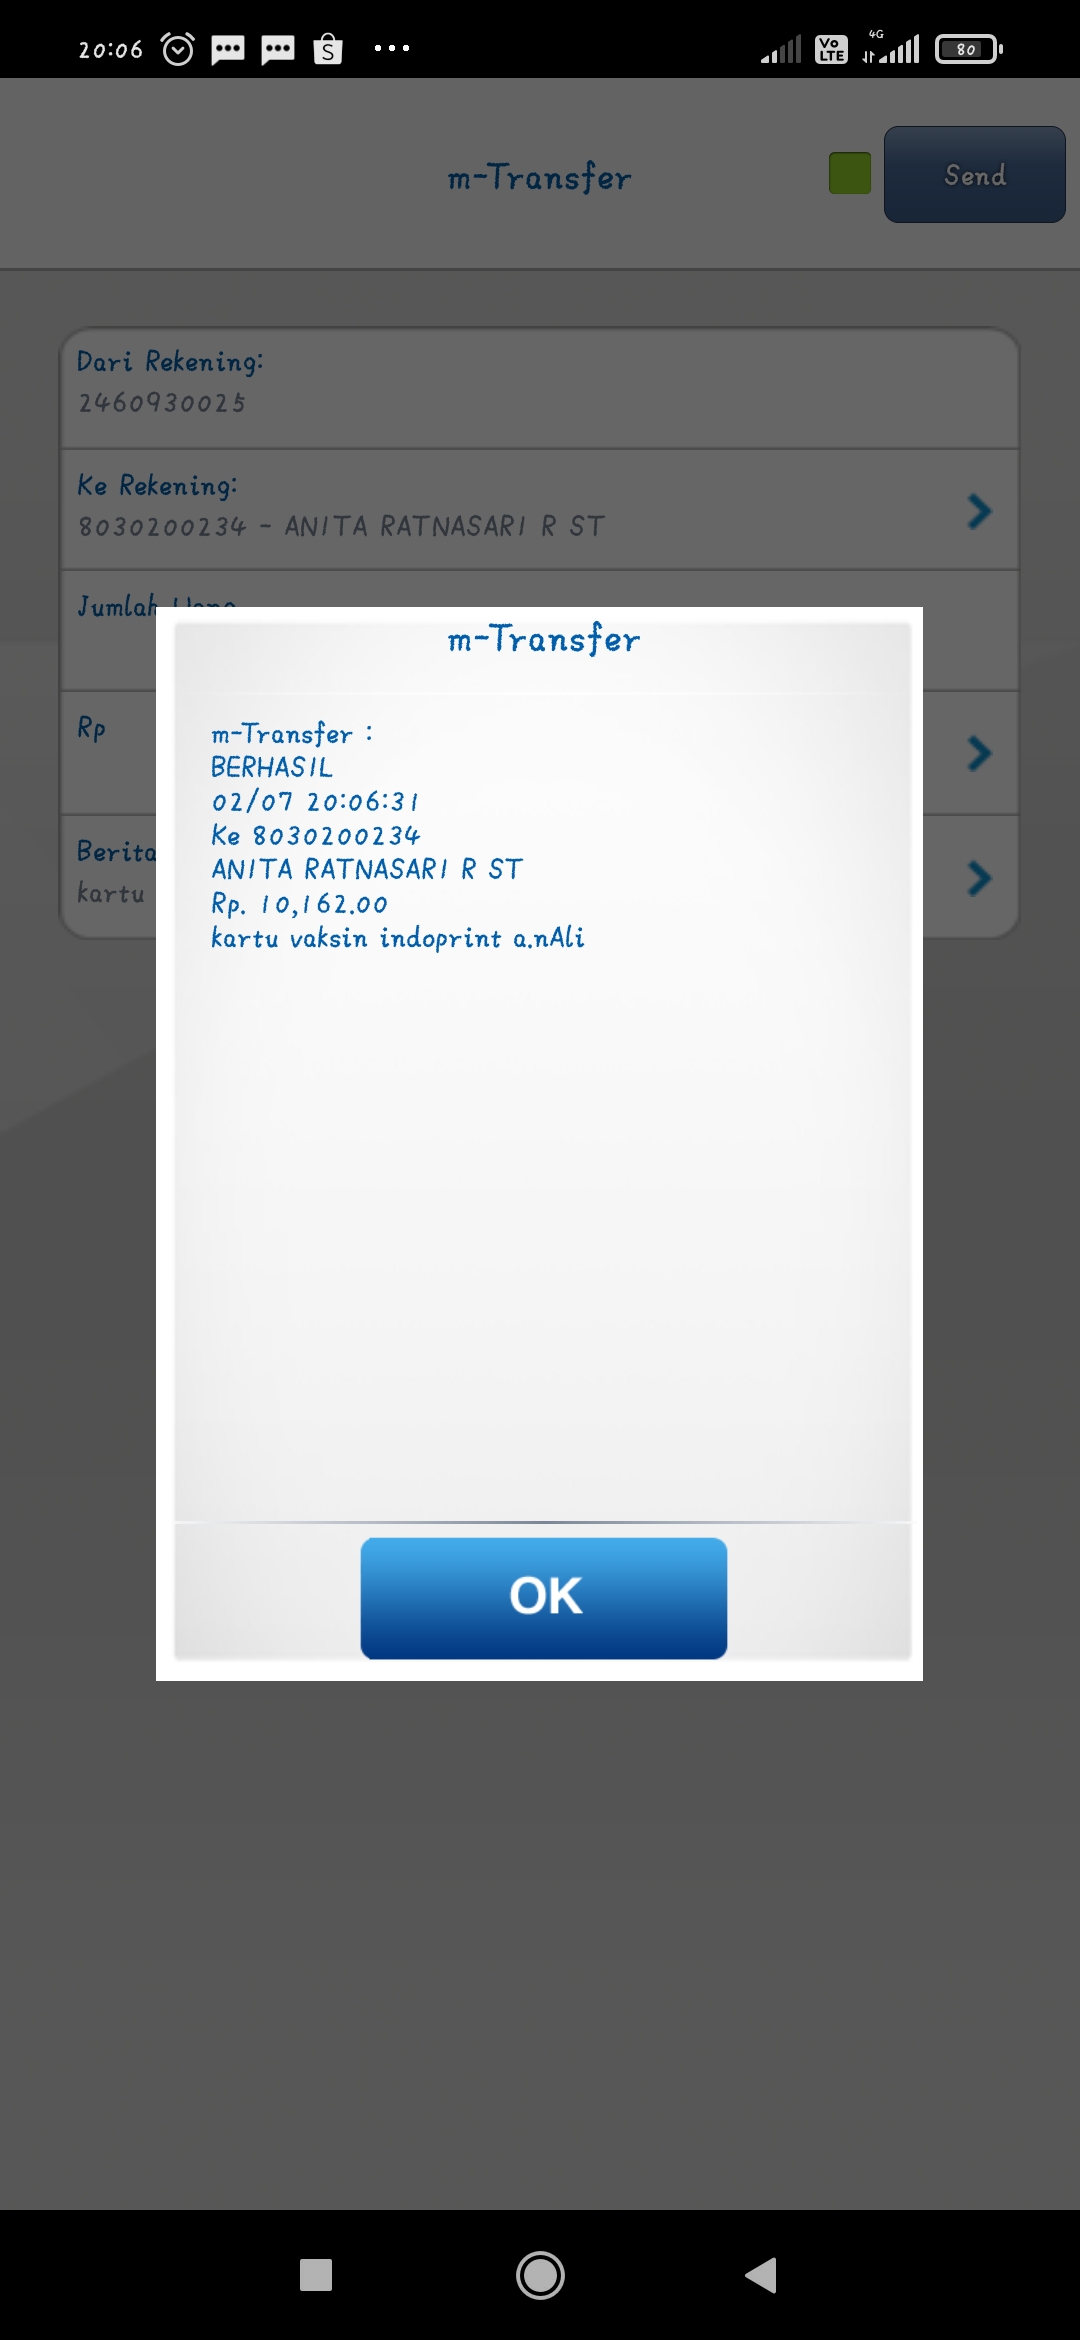 20:06
S
Vo LTE
4G
80
m-Transfer
Send
Dari Rekening:
2460930025
Ke Rekening:
8030200234 - ANITA RATNASARI R ST
Jumlah
Rp
Berita
kartu
m-Transfer
m-Transfer :
BERHASIL
02/07 20:06:31
Ke 8030200234
ANITA RATNASARI R ST
Rp. 10,162.00
kartu vaksin indoprint a.nAli
OK